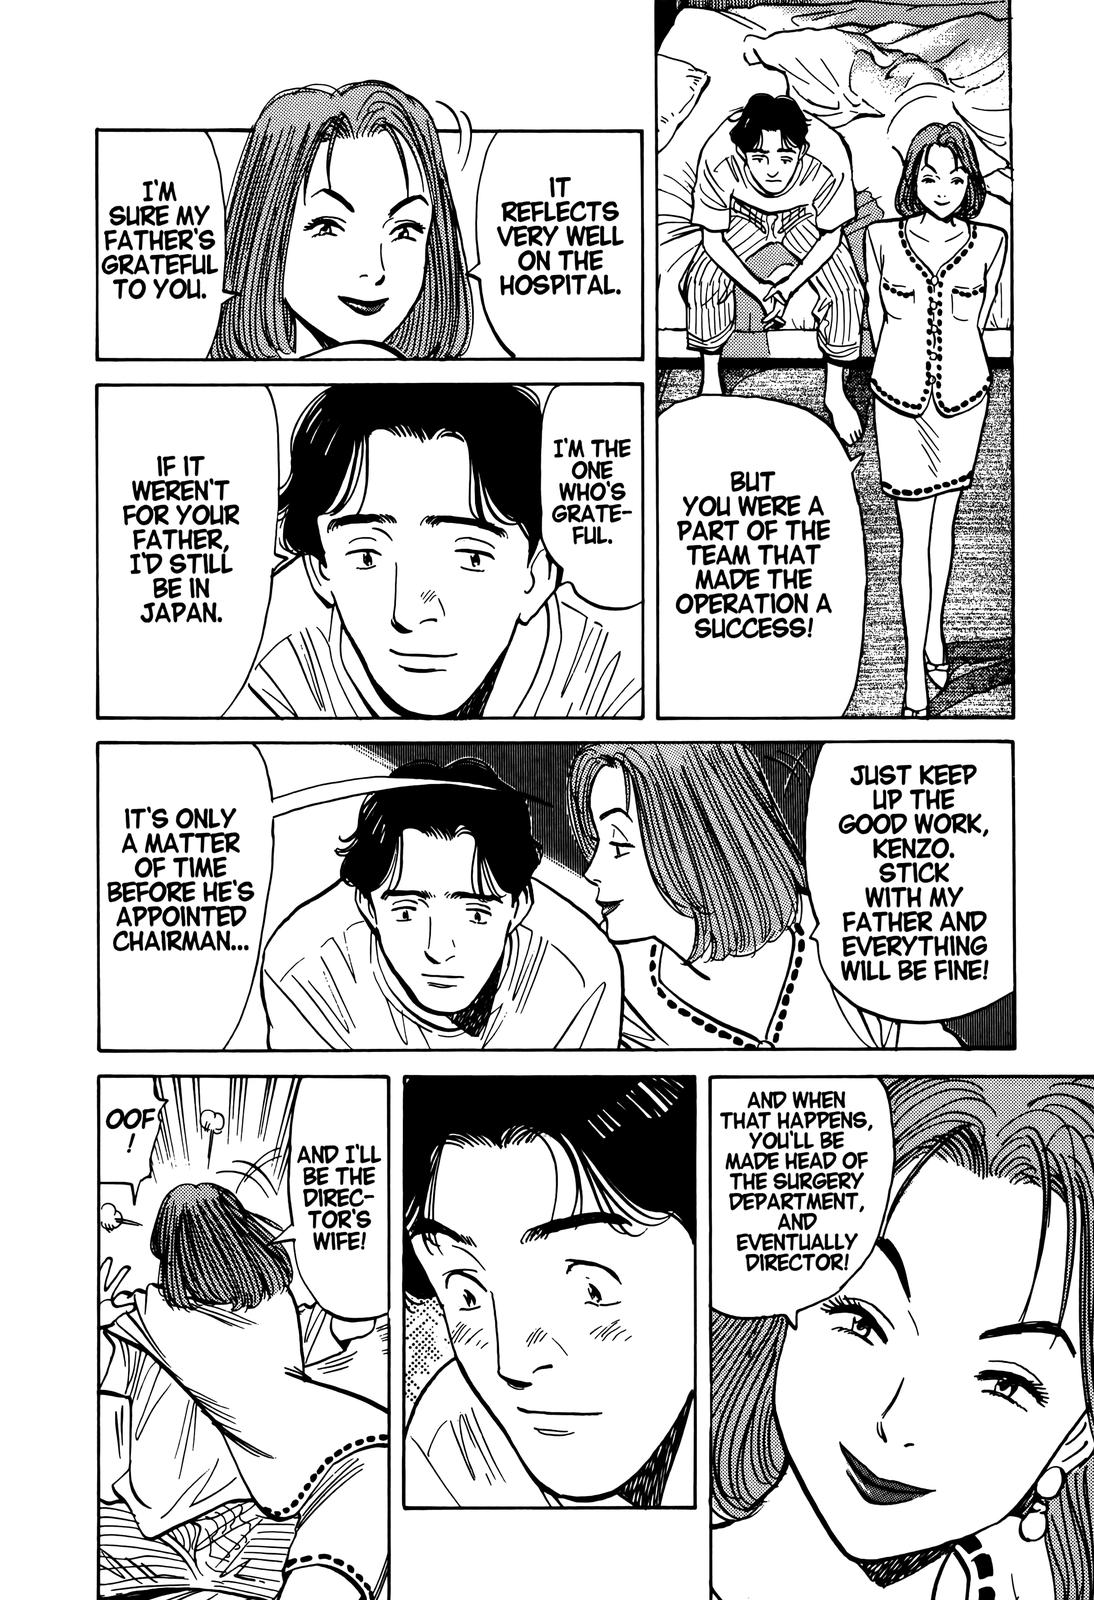 BUT
YOU WERE A
PART OF THE
TEAM THAT
MADE THE
OPERATION A
SUCCESS!
IT
REFLECTS
VERY WELL
ON THE
HOSPITAL.
I'M
SURE MY
FATHER'S
GRATEFUL
TO YOU.
I'M THE
ONE
WHO'S
GRATE-
FUL.
IF IT
WEREN'T
FOR YOUR
FATHER,
I'D STILL
BE IN
JAPAN.
JUST KEEP
UP THE
GOOD WORK,
KENZO.
STICK
WITH MY
FATHER AND
EVERYTHING
WILL BE FINE!
IT'S ONLY
A MATTER
OF TIME
BEFORE HE'S
APPOINTED
CHAIRMAN...
AND WHEN
THAT HAPPENS,
YOU'LL BE
MADE HEAD OF
THE SURGERY
DEPARTMENT,
AND
EVENTUALLY
DIRECTOR!
AND I'LL
BE THE
DIREC-
TOR'S
WIFE!
OOF
!